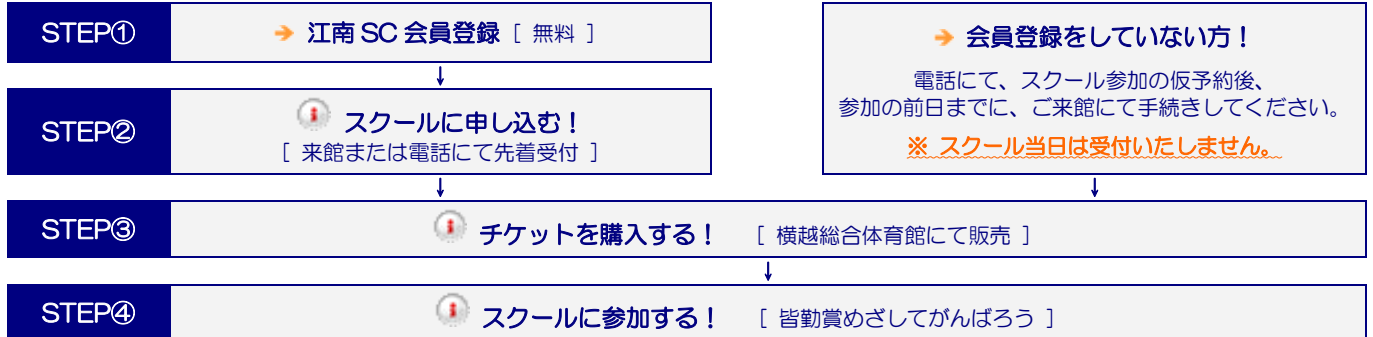 STEP①
江南 SC 会員登録 [ 無料 ]
↓
STEP②
スクールに申し込む!
[ 来館または電話にて先着受付 ]
会員登録をしていない方!
電話にて、スクール参加の仮予約後、
参加の前日までに、ご来館にて手続きしてください。
※ スクール当日は受付いたしません。
↓
↓
STEP③
チケットを購入する! [ 横越総合体育館にて販売 ]
↓
STEP④
スクールに参加する! [ 皆勤賞めざしてがんばろう ]